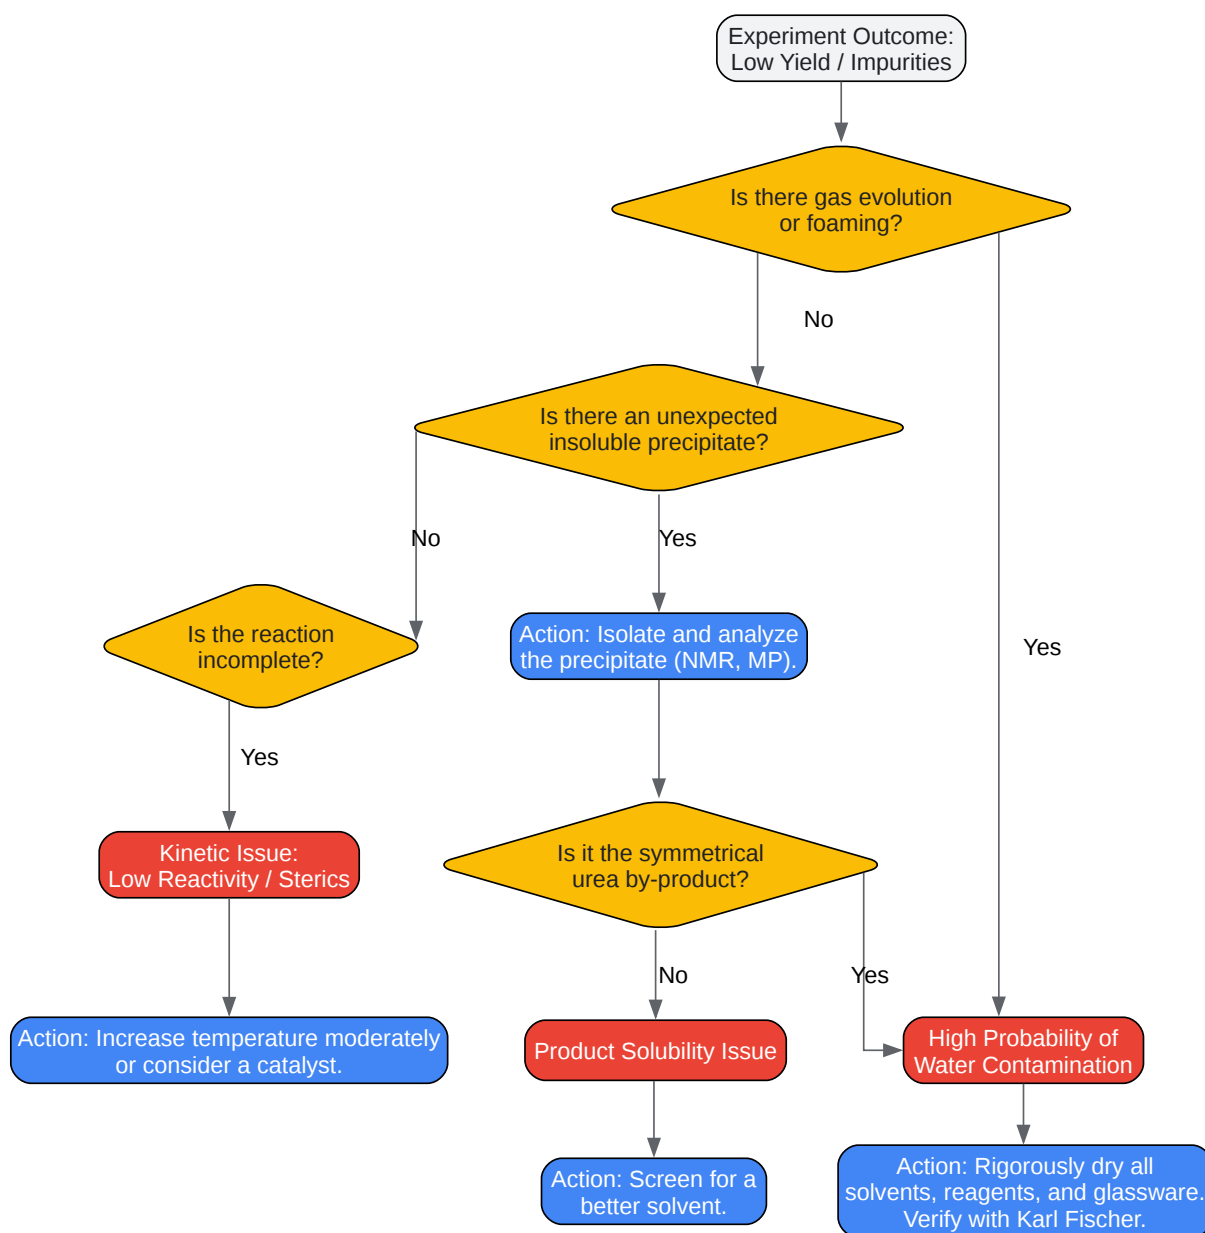 Experiment Outcome:
Low Yield / Impurities
Is there gas evolution
or foaming?
No
Is there an unexpected
insoluble precipitate?
No
Yes
Is the reaction
incomplete?
Action: Isolate and analyze
the precipitate (NMR, MP).
Yes
Yes
Kinetic Issue:
Low Reactivity / Sterics
Is it the symmetrical
urea by-product?
No
Yes
Action: Increase temperature moderately
or consider a catalyst.
Product Solubility Issue
High Probability of
Water Contamination
Action: Screen for a
better solvent.
Action: Rigorously dry all
solvents, reagents, and glassware.
Verify with Karl Fischer.